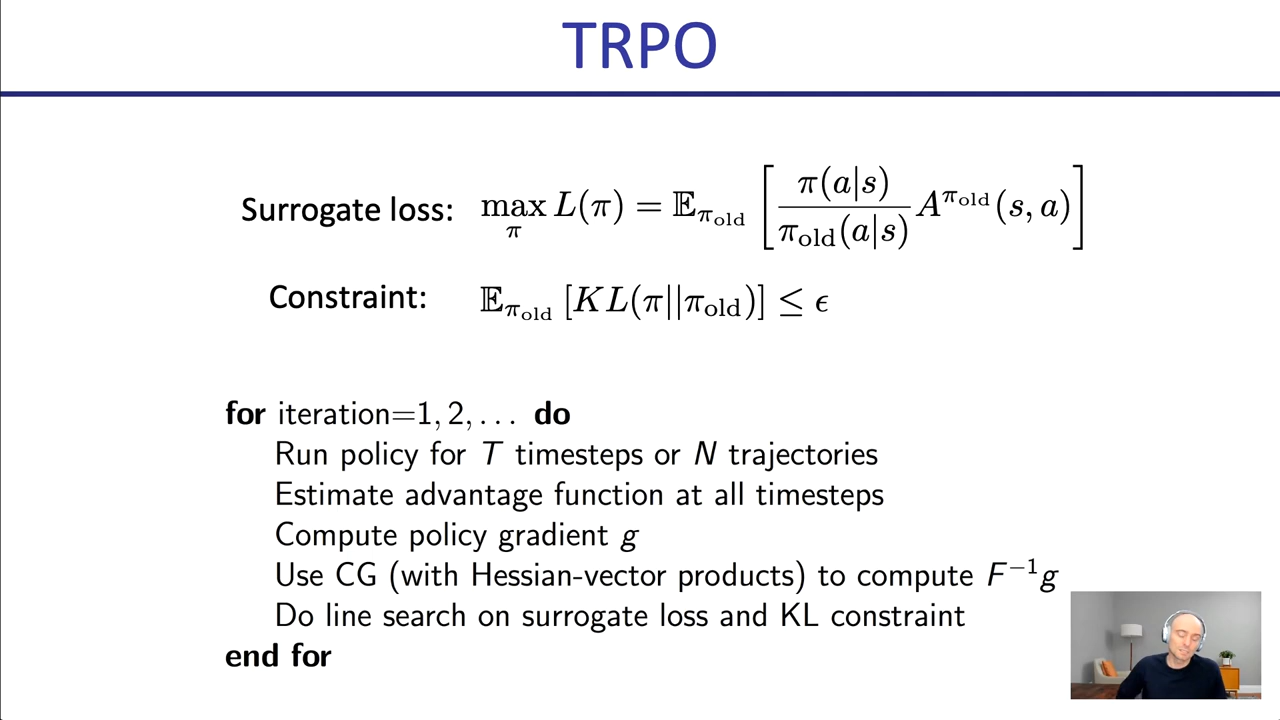 TRPO
Surrogate loss: max_π L(π) = 𝔼_{π_old} [ π(a|s) / π_old(a|s) A^{π_old}(s, a) ]
Constraint: 𝔼_{π_old} [KL(π||π_old)] ≤ ϵ
for iteration=1, 2, . . . do
Run policy for T timesteps or N trajectories
Estimate advantage function at all timesteps
Compute policy gradient g
Use CG (with Hessian-vector products) to compute F⁻¹g
Do line search on surrogate loss and KL constraint
end for